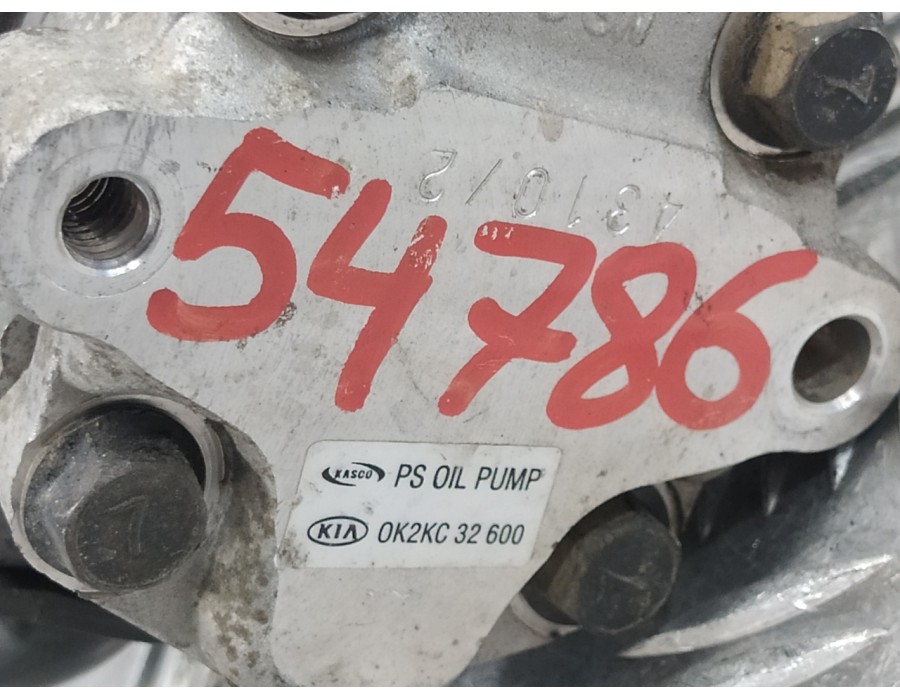 4310/2
54786
KASCO PS OIL PUMP
KIA 0K2KC 32 600